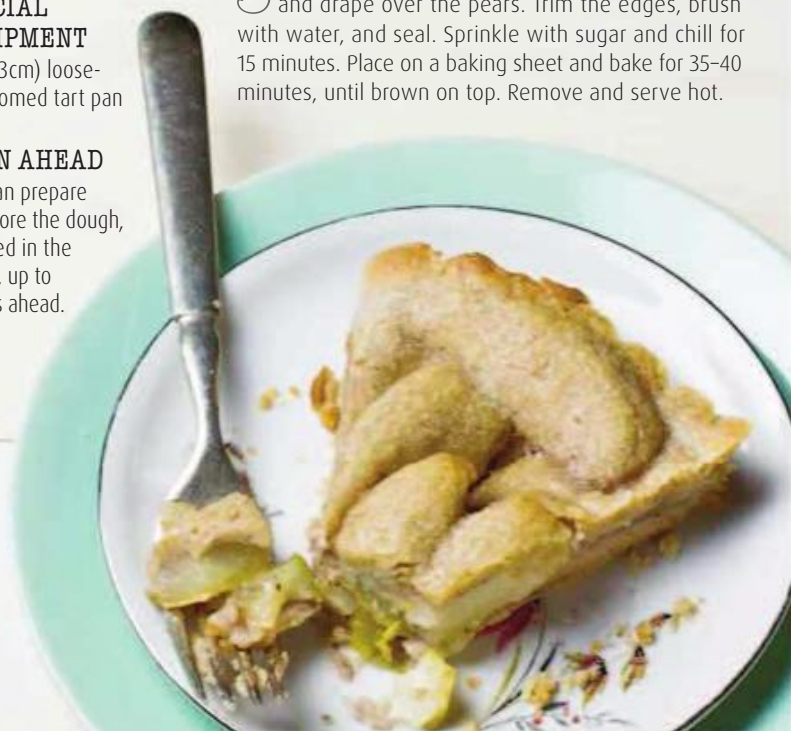 CIAL
IPMENT
3cm) loose-
omed tart pan
N AHEAD
an prepare
ore the dough,
ed in the
, up to
s ahead.
and drape over the pears. Trim the edges, brush
with water, and seal. Sprinkle with sugar and chill for
15 minutes. Place on a baking sheet and bake for 35–40
minutes, until brown on top. Remove and serve hot.